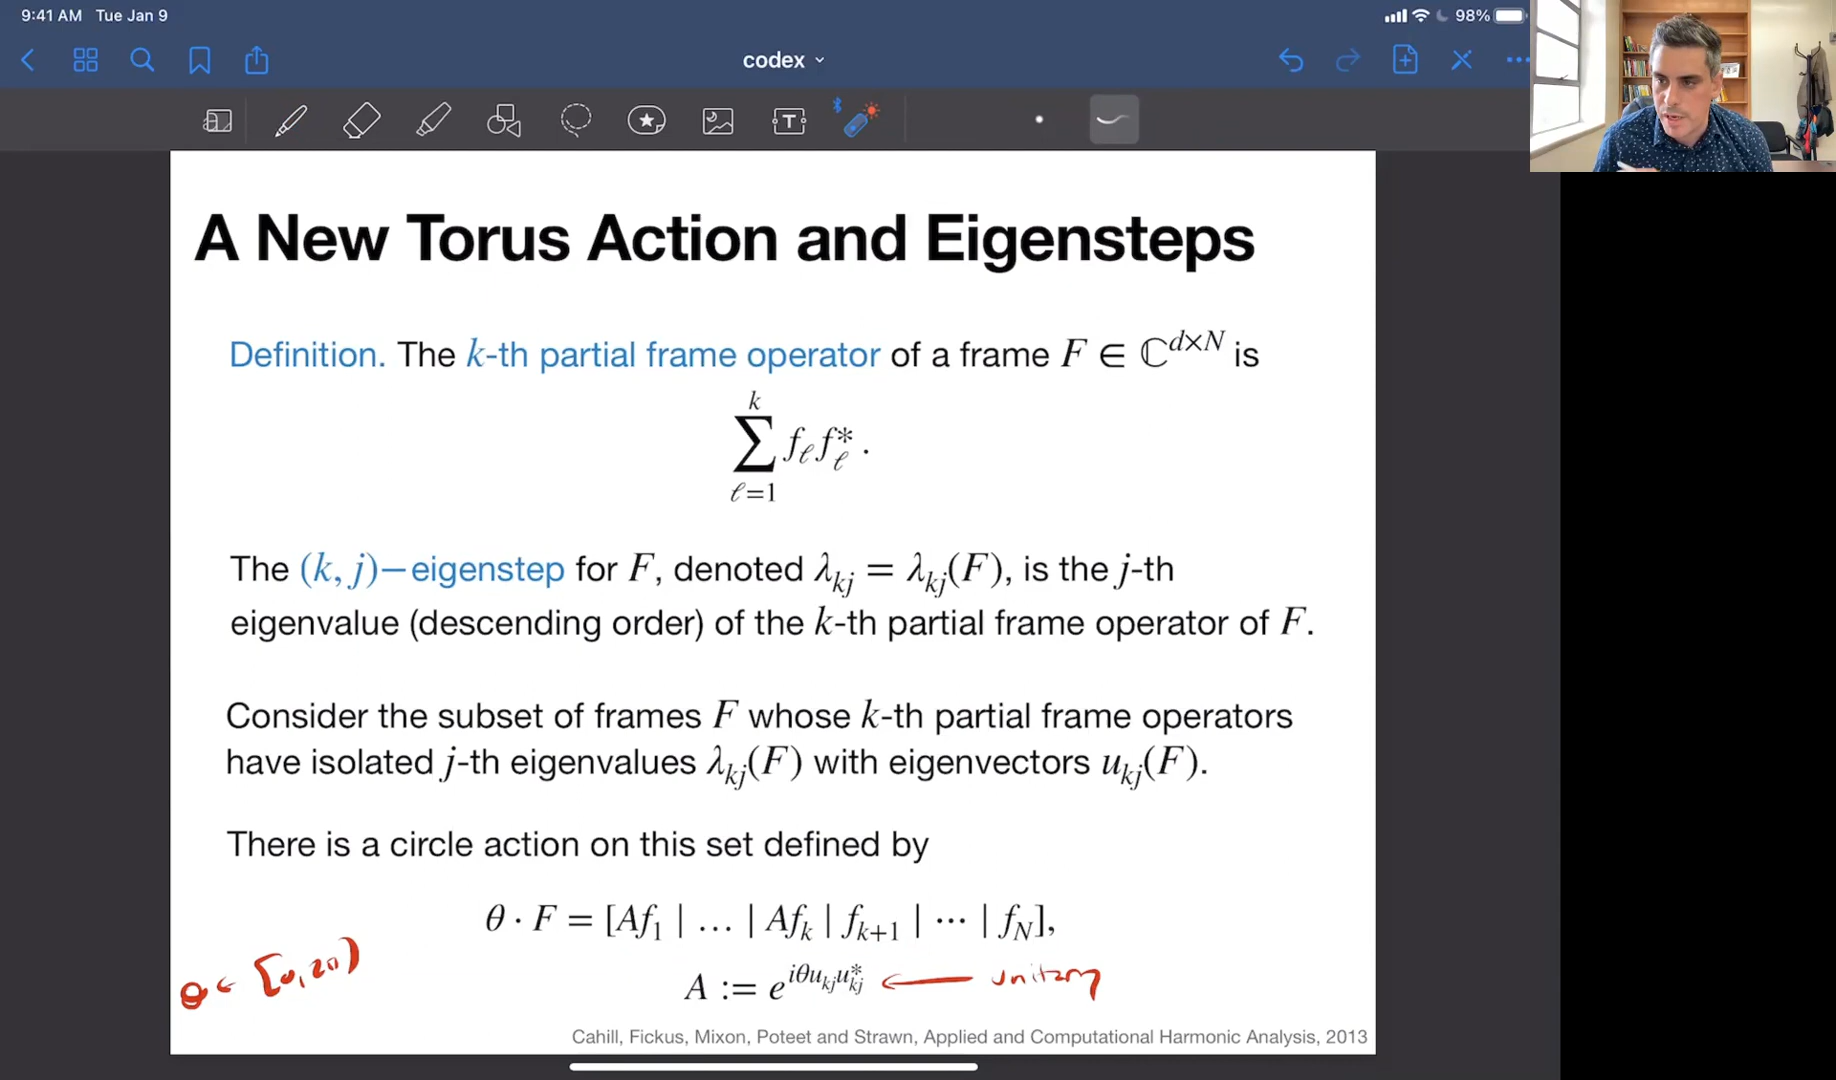 9:41 AM Tue Jan 9
98%
codex
T
A New Torus Action and Eigensteps
Definition. The k-th partial frame operator of a frame F ∈ ℂ^{d×N} is
∑_{ℓ=1}^{k} f_ℓ f_ℓ^*.
The (k, j)–eigenstep for F, denoted λ_{kj} = λ_{kj}(F), is the j-th
eigenvalue (descending order) of the k-th partial frame operator of F.
Consider the subset of frames F whose k-th partial frame operators
have isolated j-th eigenvalues λ_{kj}(F) with eigenvectors u_{kj}(F).
There is a circle action on this set defined by
θ · F = [Af_1 | … | Af_k | f_{k+1} | ⋯ | f_N],
θ ∈ [0, 2π)
A := e^{iθu_{kj}u_{kj}^*} ← unitary
Cahill, Fickus, Mixon, Poteet and Strawn, Applied and Computational Harmonic Analysis, 2013